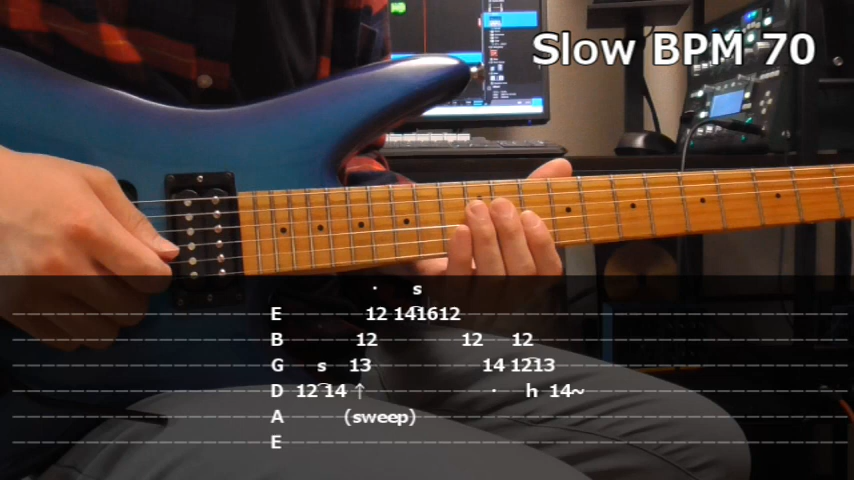 Slow BPM 70
· s
E 12 141612
B 12 12 12
G s 13 14 1213
D 12 14 ↑ · h 14~
A (sweep)
E